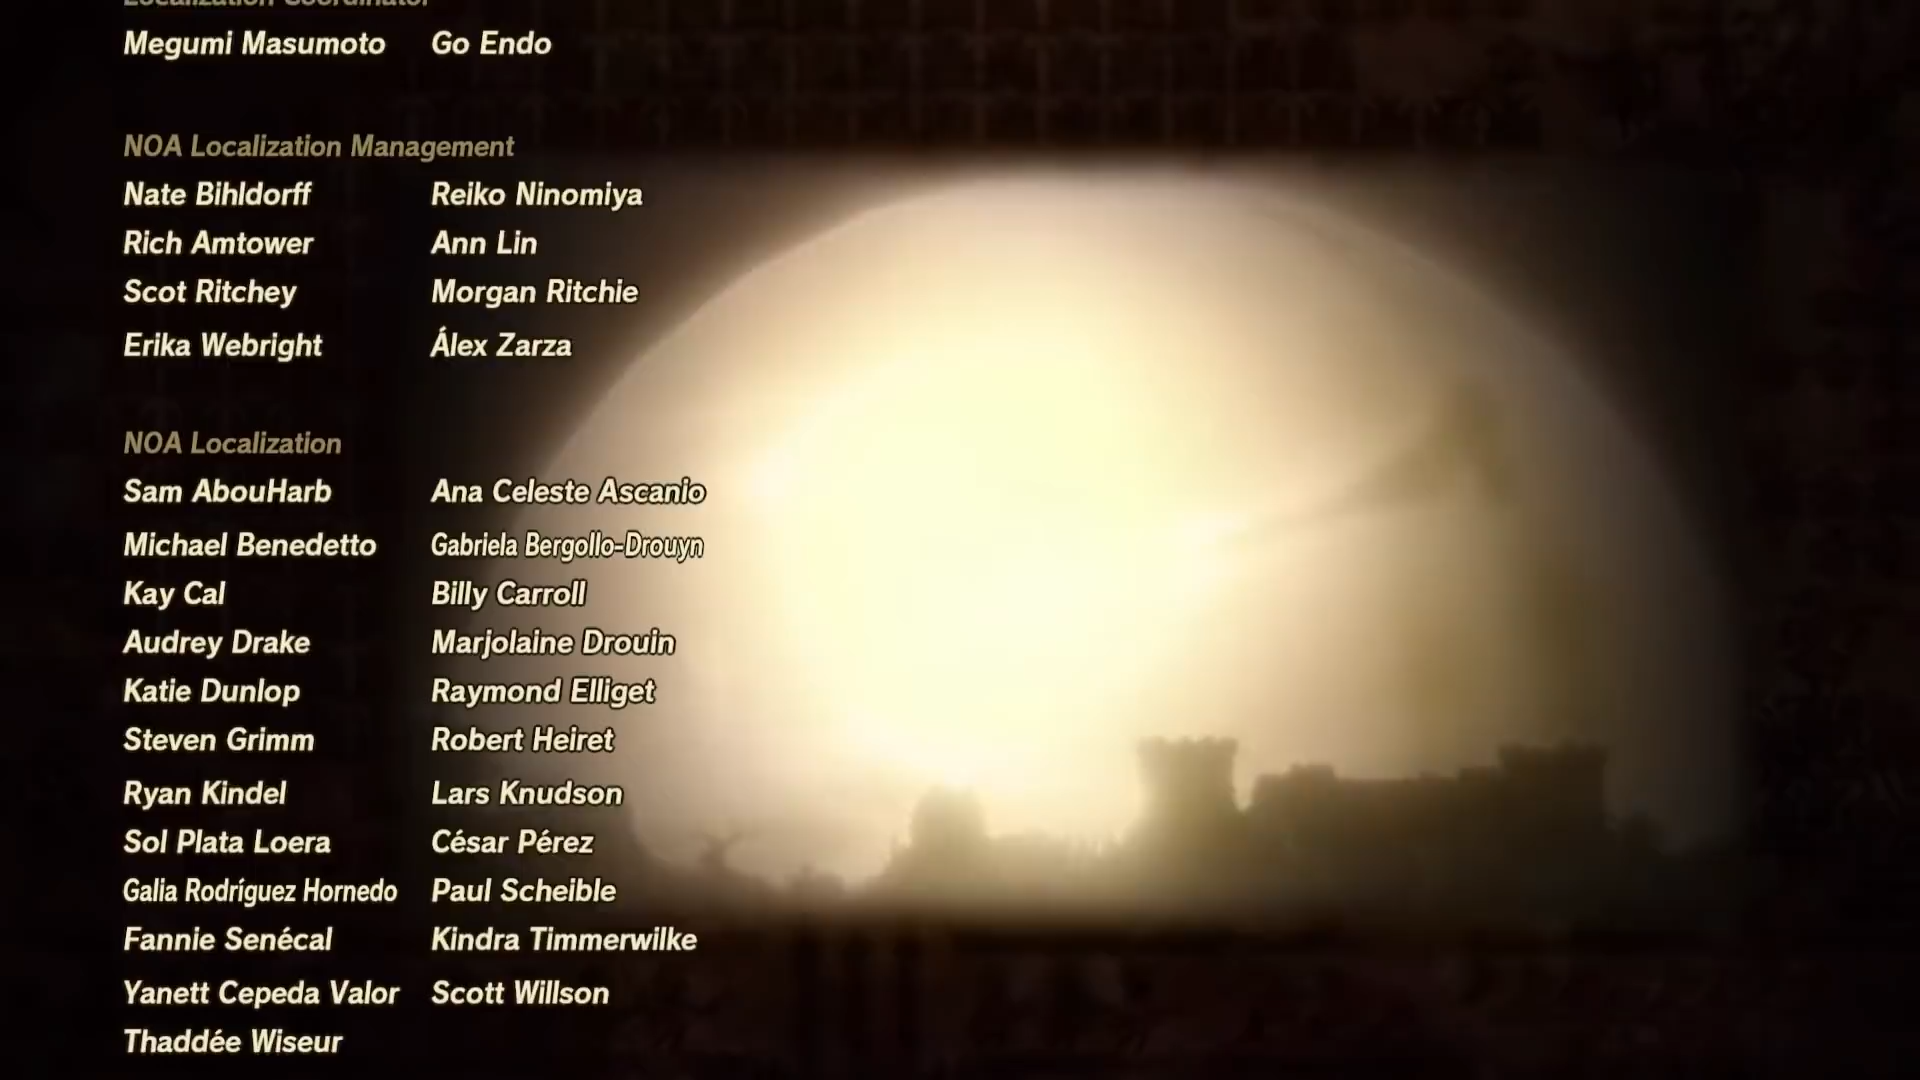 Localization Coordinator
Megumi Masumoto Go Endo
NOA Localization Management
Nate Bihldorff Reiko Ninomiya
Rich Amtower Ann Lin
Scot Ritchey Morgan Ritchie
Erika Webright Álex Zarza
NOA Localization
Sam AbouHarb Ana Celeste Ascanio
Michael Benedetto Gabriela Bergollo-Drouyn
Kay Cal Billy Carroll
Audrey Drake Marjolaine Drouin
Katie Dunlop Raymond Elliget
Steven Grimm Robert Heiret
Ryan Kindel Lars Knudson
Sol Plata Loera César Pérez
Galia Rodríguez Hornedo Paul Scheible
Fannie Senécal Kindra Timmerwilke
Yanett Cepeda Valor Scott Willson
Thaddée Wiseur